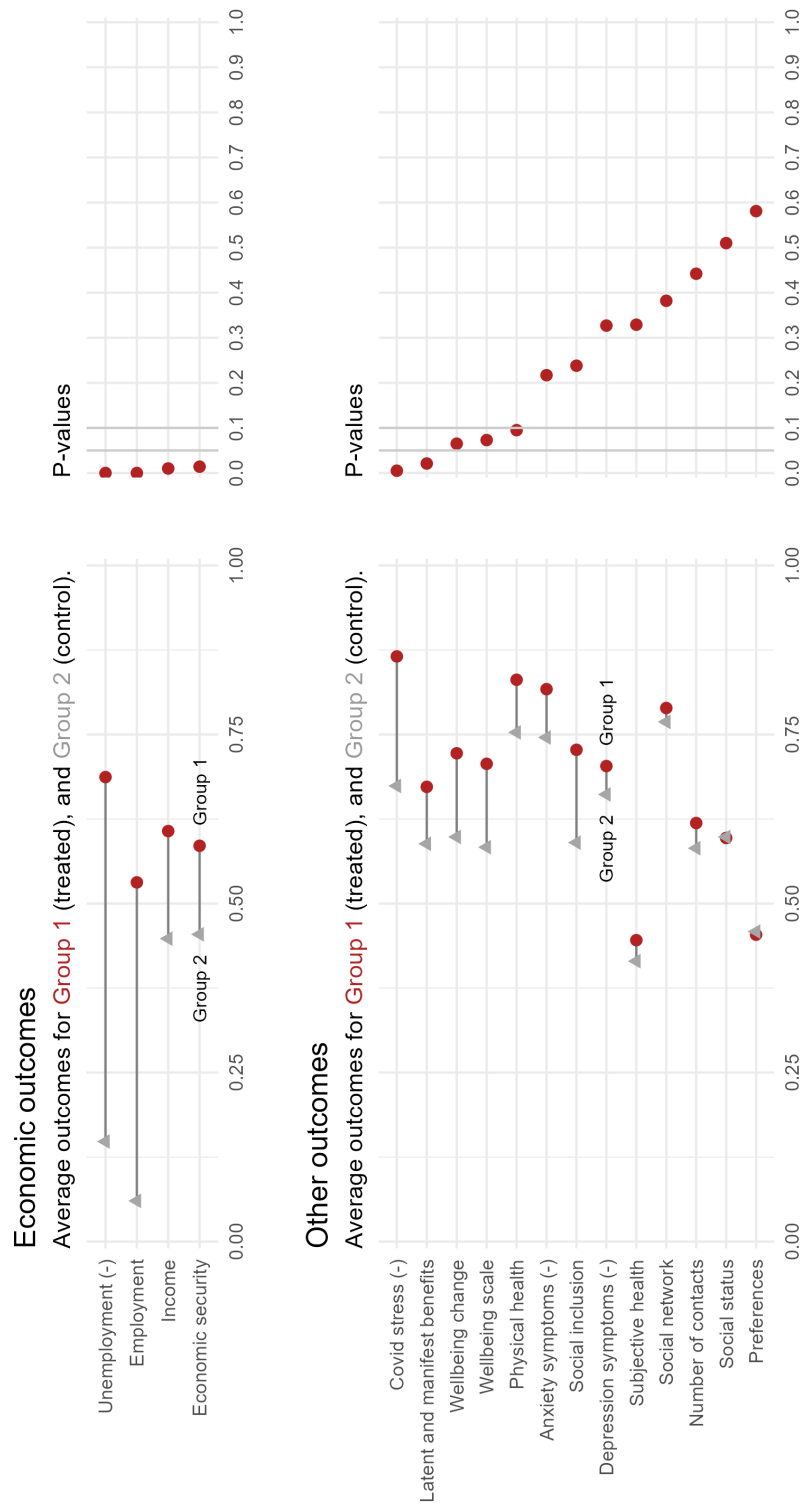 Economic outcomes
Average outcomes for Group 1 (treated), and Group 2 (control).
P-values
Unemployment (-)
Employment
Income
Economic security
Group 2
Group 1
0.00
0.25
0.50
0.75
1.00
0.0
0.1
0.2
0.3
0.4
0.5
0.6
0.7
0.8
0.9
1.0
Other outcomes
Average outcomes for Group 1 (treated), and Group 2 (control).
P-values
Covid stress (-)
Latent and manifest benefits
Wellbeing change
Wellbeing scale
Physical health
Anxiety symptoms (-)
Social inclusion
Depression symptoms (-)
Group 2
Group 1
Subjective health
Social network
Number of contacts
Social status
Preferences
0.00
0.25
0.50
0.75
1.00
0.0
0.1
0.2
0.3
0.4
0.5
0.6
0.7
0.8
0.9
1.0